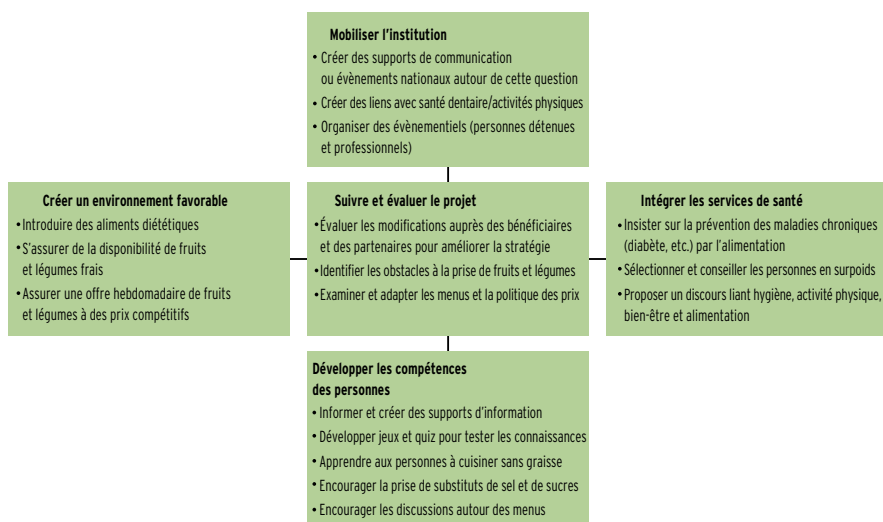 Mobiliser l'institution
• Créer des supports de communication
ou évènements nationaux autour de cette question
• Créer des liens avec santé dentaire/activités physiques
• Organiser des évènementiels (personnes détenues
et professionnels)
Créer un environnement favorable
• Introduire des aliments diététiques
• S'assurer de la disponibilité de fruits
et légumes frais
• Assurer une offre hebdomadaire de fruits
et légumes à des prix compétitifs
Suivre et évaluer le projet
• Évaluer les modifications auprès des bénéficiaires
et des partenaires pour améliorer la stratégie
• Identifier les obstacles à la prise de fruits et légumes
• Examiner et adapter les menus et la politique des prix
Intégrer les services de santé
• Insister sur la prévention des maladies chroniques
(diabète, etc.) par l'alimentation
• Sélectionner et conseiller les personnes en surpoids
• Proposer un discours liant hygiène, activité physique,
bien-être et alimentation
Développer les compétences
des personnes
• Informer et créer des supports d'information
• Développer jeux et quiz pour tester les connaissances
• Apprendre aux personnes à cuisiner sans graisse
• Encourager la prise de substituts de sel et de sucres
• Encourager les discussions autour des menus